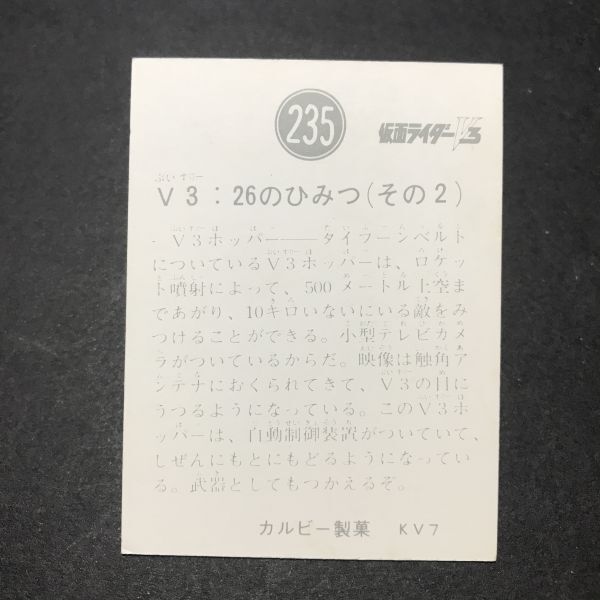 235
仮面ライダーV3
ぶいすりー
V3：26のひみつ(その2)
V3ホッパー──タイフーンベルト
についているV3ホッパーは、ロケッ
ト噴射によって、500メートル上空ま
であがり、10キロいないにいる敵をみ
つけることができる。小型テレビカメ
ラがついているからだ。映像は触角ア
ンテナにおくられてきて、V3の目に
うつるようになっている。このV3ホ
ッパーは、自動制御装置がついていて、
しぜんにもとにもどるようになってい
る。武器としてもつかえるぞ。
カルビー製菓 KV7